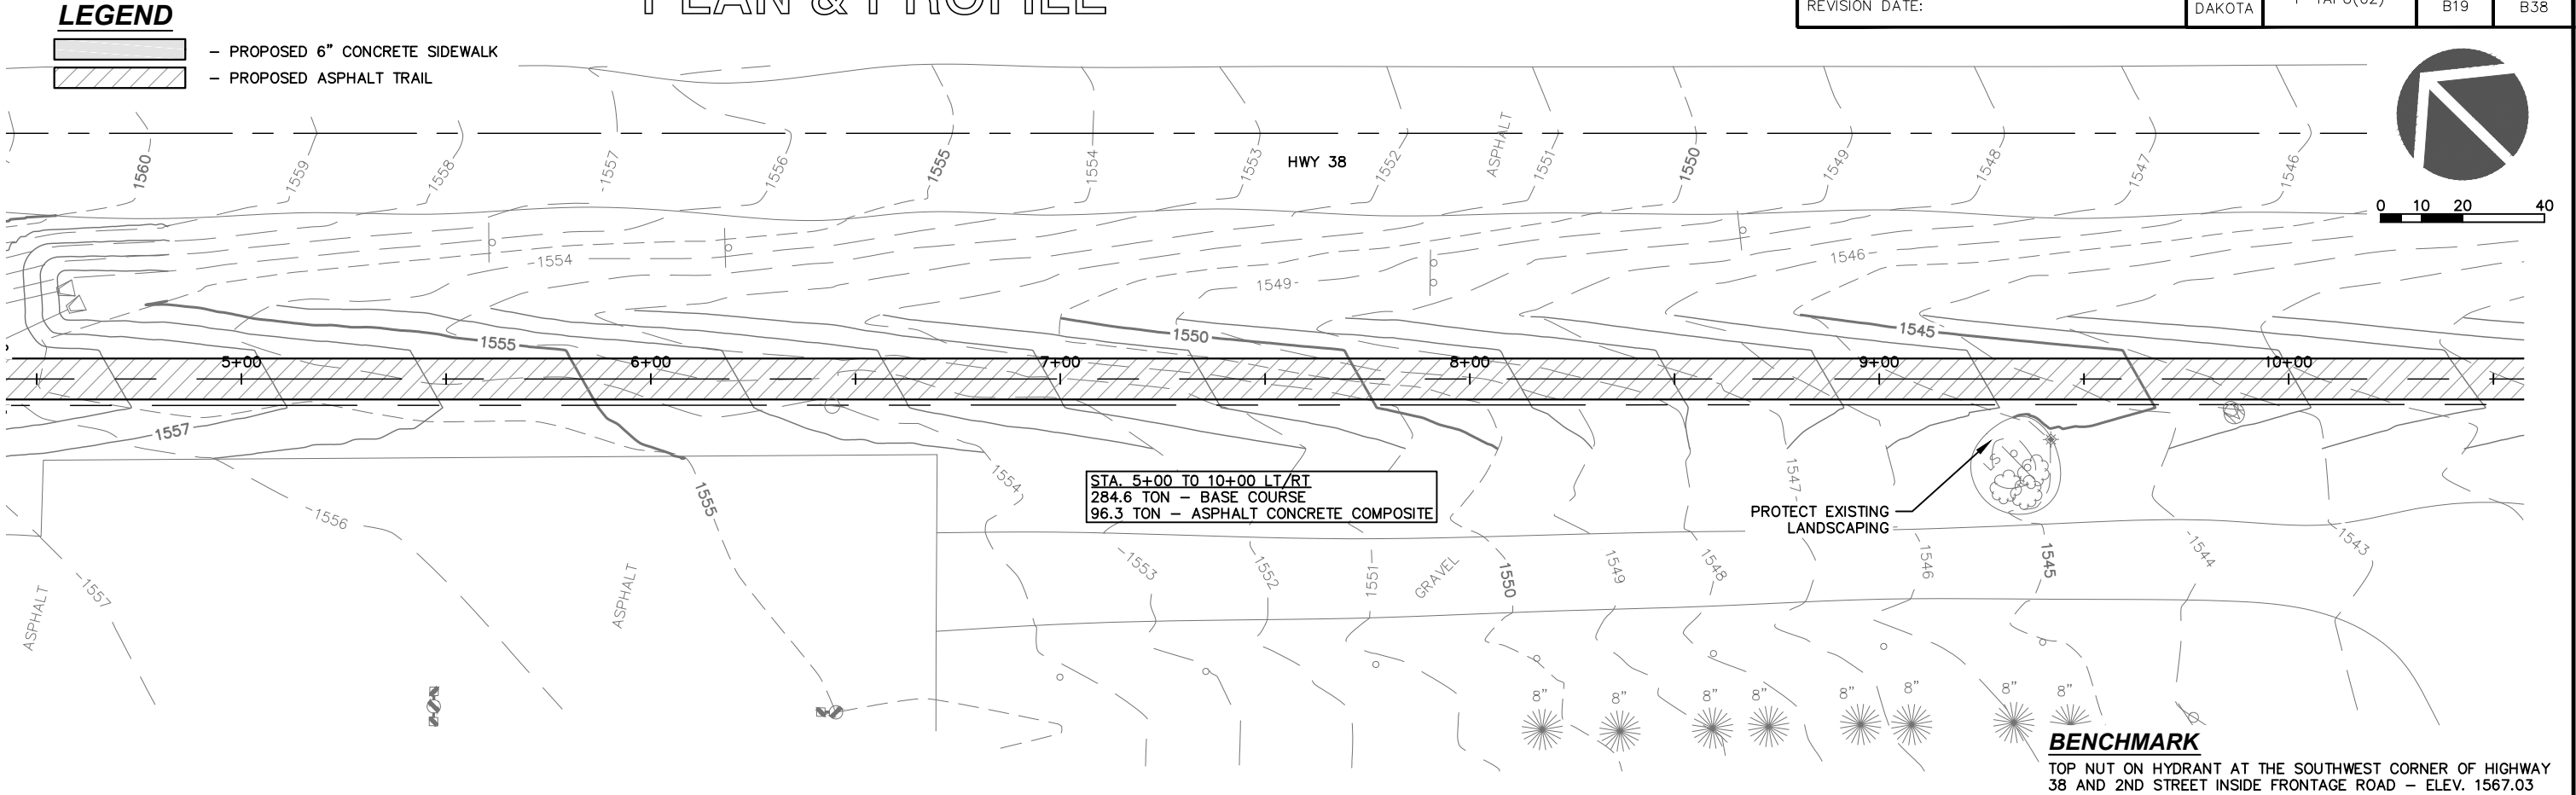 PLAN & PROFILE
REVISION DATE:
DAKOTA
B19
B38
LEGEND
– PROPOSED 6" CONCRETE SIDEWALK
– PROPOSED ASPHALT TRAIL
0 10 20 40
1560
1559
1558
1557
1556
1555
1554
1553
HWY 38
1552
ASPHALT
1551
1550
1549
1548
1547
1546
1554
1549
1546
1555
1550
1545
5+00
6+00
7+00
8+00
9+00
10+00
1557
1556
1557
1555
1554
STA. 5+00 TO 10+00 LT/RT
284.6 TON – BASE COURSE
96.3 TON – ASPHALT CONCRETE COMPOSITE
1547
LS
PROTECT EXISTING
LANDSCAPING
ASPHALT
ASPHALT
1553
1552
1551
GRAVEL
1550
1549
1548
1546
1545
1544
1543
8" 8" 8" 8" 8" 8" 8" 8"
BENCHMARK
TOP NUT ON HYDRANT AT THE SOUTHWEST CORNER OF HIGHWAY
38 AND 2ND STREET INSIDE FRONTAGE ROAD – ELEV. 1567.03